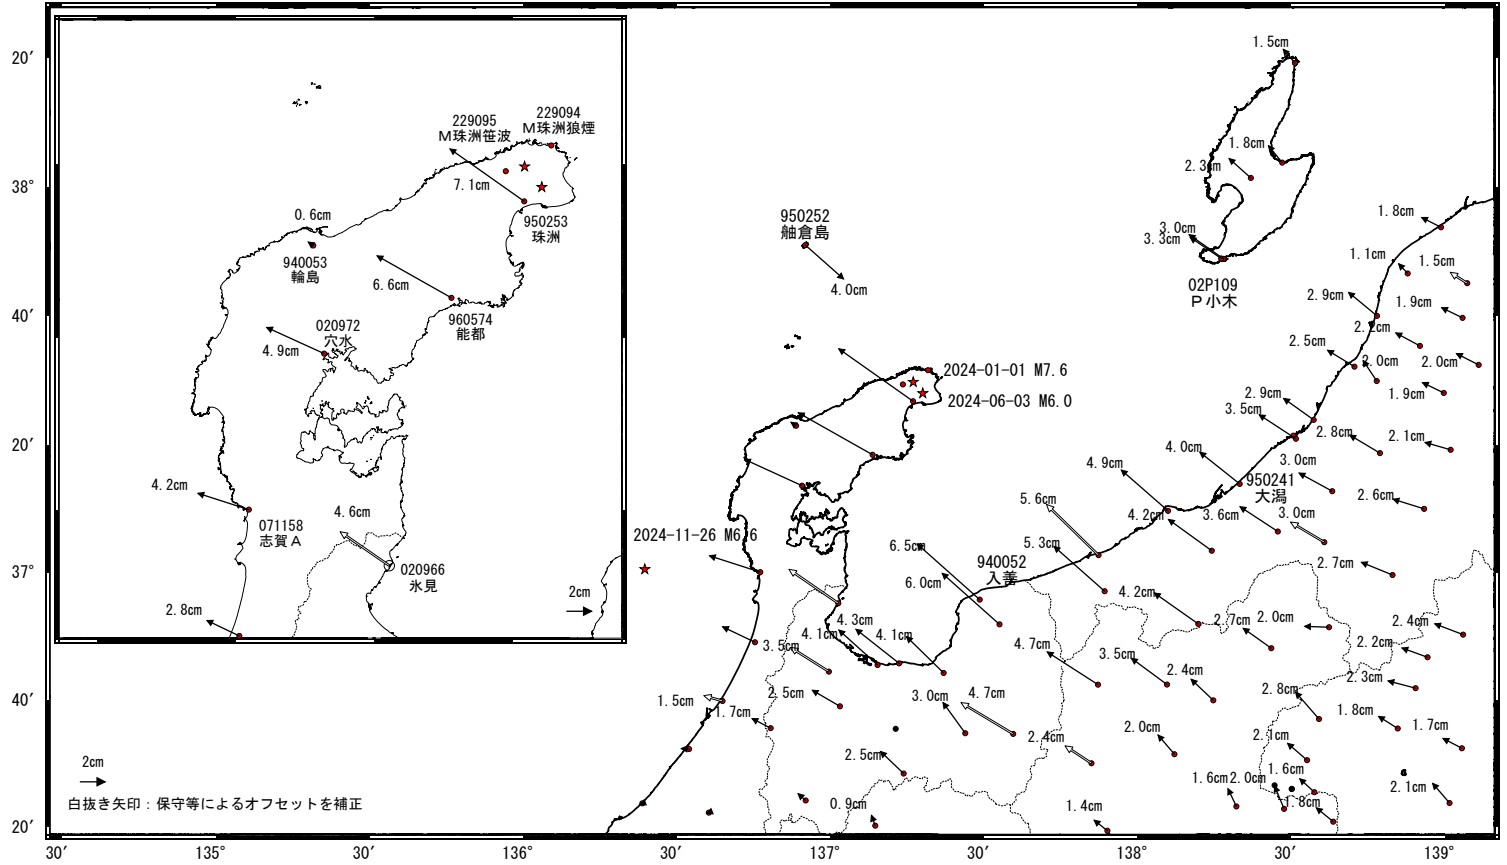 20′
38°
40′
20′
37°
40′
20′
30′
135
30′
136
30′
137
30′
138
30′
139
229095
M珠洲笹波
229094
M珠洲狼煙
7.1cm
950253
珠洲
0.6cm
940053
輪島
6.6cm
960574
能都
020972
穴水
4.9cm
4.2cm
071158
志賀A
4.6cm
020966
氷見
2.8cm
2cm
1.5cm
1.8cm
2.3cm
3.0cm
3.3cm
02P109
P小木
950252
舳倉島
4.0cm
2024-01-01 M7.6
2024-06-03 M6.0
2024-11-26 M6.6
1.8cm
1.1cm
1.5cm
2.9cm
1.9cm
2.2cm
2.5cm
2.0cm
2.0cm
2.9cm
1.9cm
3.5cm
2.8cm
2.1cm
4.0cm
3.0cm
4.9cm
950241
大潟
2.6cm
5.6cm
4.2cm
3.6cm
3.0cm
6.5cm
5.3cm
940052
入善
2.7cm
6.0cm
4.2cm
4.3cm
4.1cm
4.1cm
2.7cm
2.0cm
2.4cm
3.5cm
4.7cm
3.5cm
2.2cm
2.4cm
2.3cm
1.5cm
2.5cm
3.0cm
4.7cm
2.8cm
1.7cm
1.8cm
1.7cm
2.4cm
2.0cm
2.1cm
2.5cm
1.6cm
1.6cm
2.0cm
2.1cm
0.9cm
1.4cm
1.8cm
2cm
白抜き矢印：保守等によるオフセットを補正